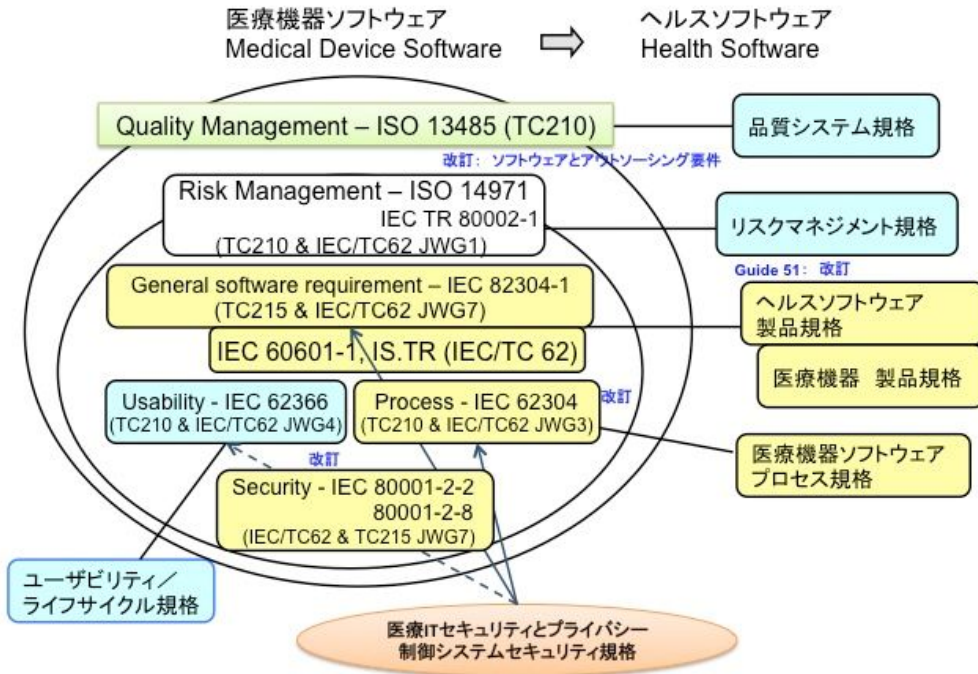 医療機器ソフトウェア
Medical Device Software
ヘルスソフトウェア
Health Software
Quality Management – ISO 13485 (TC210)
品質システム規格
改訂： ソフトウェアとアウトソーシング要件
Risk Management – ISO 14971
IEC TR 80002-1
(TC210 & IEC/TC62 JWG1)
リスクマネジメント規格
Guide 51： 改訂
General software requirement – IEC 82304-1
(TC215 & IEC/TC62 JWG7)
ヘルスソフトウェア
製品規格
IEC 60601-1, IS.TR (IEC/TC 62)
医療機器 製品規格
Usability - IEC 62366
(TC210 & IEC/TC62 JWG4)
Process - IEC 62304
(TC210 & IEC/TC62 JWG3)
改訂
医療機器ソフトウェア
プロセス規格
改訂
Security - IEC 80001-2-2
80001-2-8
(IEC/TC62 & TC215 JWG7)
ユーザビリティ／
ライフサイクル規格
医療ITセキュリティとプライバシー
制御システムセキュリティ規格